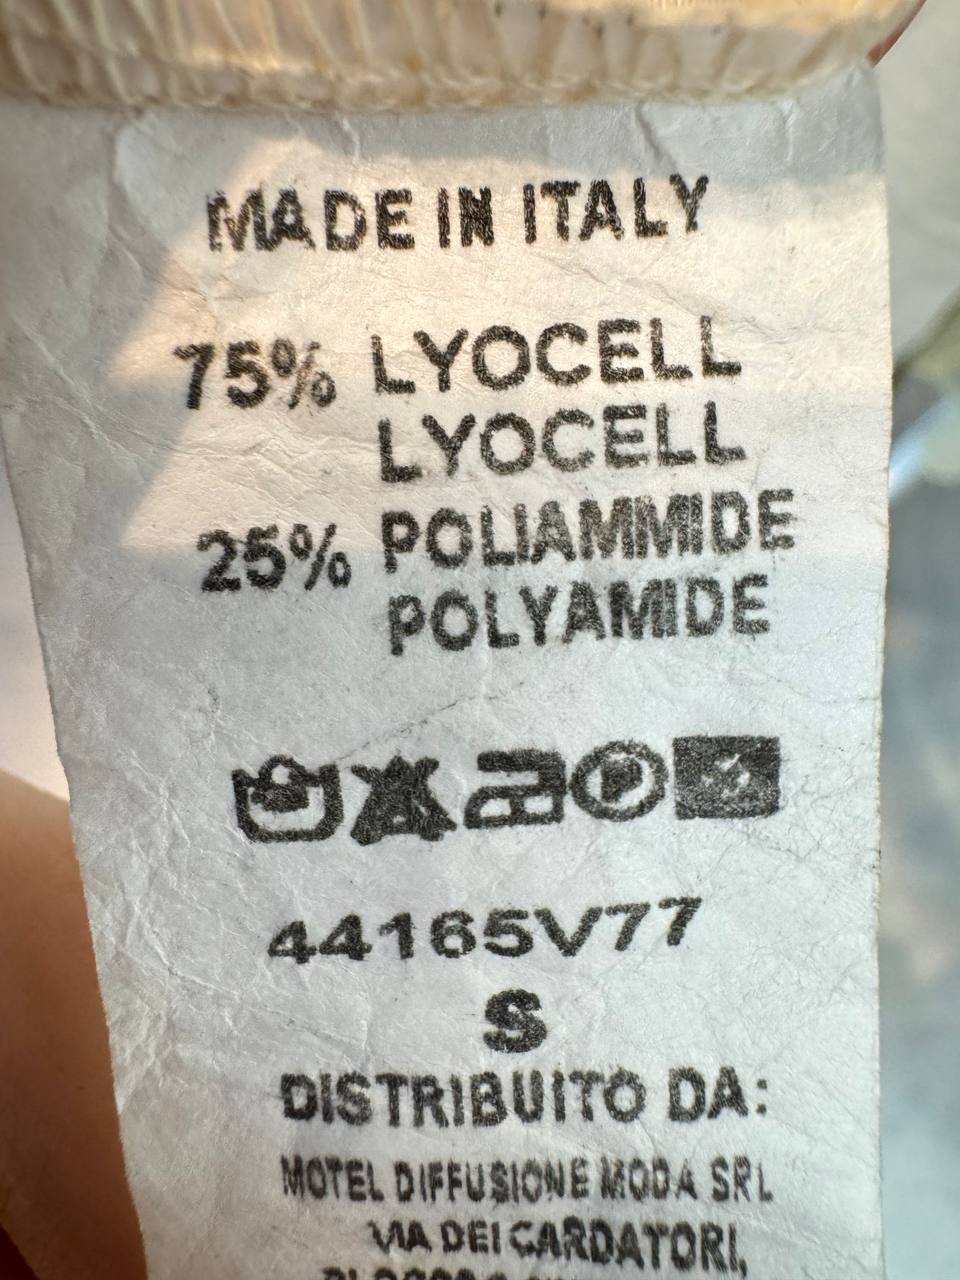 MADE IN ITALY
75% LYOCELL
LYOCELL
25% POLIAMMIDE
POLYAMIDE
P
44165V77
S
DISTRIBUITO DA:
MOTEL DIFFUSIONE MODA SRL
VIA DEI CARDATORI,